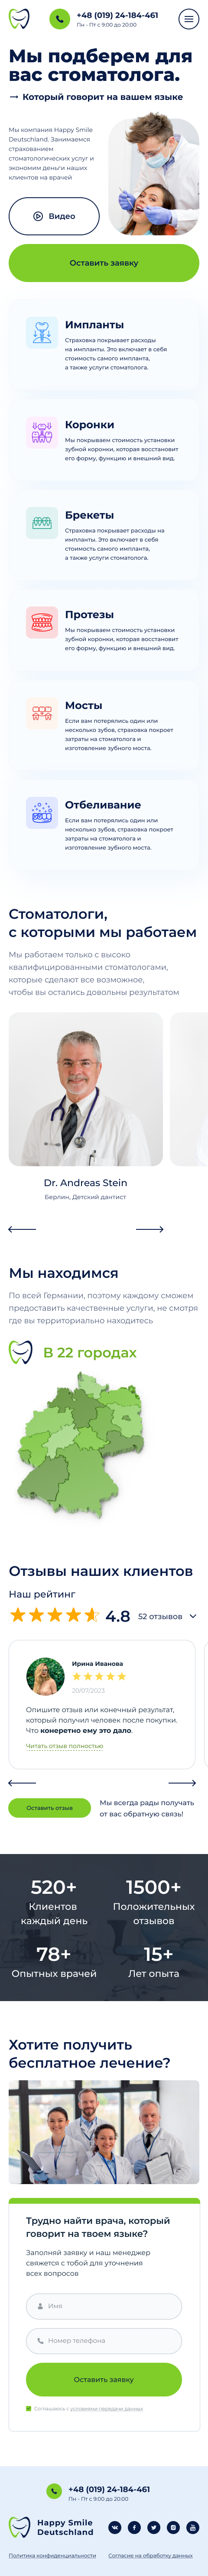 +48 (019) 24-184-461
Пн - Пт с 9:00 до 20:00
Мы подберем для
вас стоматолога.
Который говорит на вашем языке
Мы компания Happy Smile
Deutschland. Занимаемся
страхованием
стоматологических услуг и
экономим деньги наших
клиентов на врачей
Видео
Оставить заявку
Импланты
Страховка покрывает расходы
на импланты. Это включает в себя
стоимость самого импланта,
а также услуги стоматолога.
Коронки
Мы покрываем стоимость установки
зубной коронки, которая восстановит
его форму, функцию и внешний вид.
Брекеты
Страховка покрывает расходы на
импланты. Это включает в себя
стоимость самого импланта,
а также услуги стоматолога.
Протезы
Мы покрываем стоимость установки
зубной коронки, которая восстановит
его форму, функцию и внешний вид.
Мосты
Если вам потерялись один или
несколько зубов, страховка покроет
затраты на стоматолога и
изготовление зубного моста.
Отбеливание
Если вам потерялись один или
несколько зубов, страховка покроет
затраты на стоматолога и
изготовление зубного моста.
Стоматологи,
с которыми мы работаем
Мы работаем только с высоко
квалифицированными стоматологами,
которые сделают все возможное,
чтобы вы остались довольны результатом
Dr. Andreas Stein
Берлин, Детский дантист
Мы находимся
По всей Германии, поэтому каждому сможем
предоставить качественные услуги, не смотря
где вы территориально находитесь
В 22 городах
Отзывы наших клиентов
Наш рейтинг
4.8 52 отзывов
Ирина Иванова
20/07/2023
Опишите отзыв или конечный результат,
который получил человек после покупки.
Что конкеретно ему это дало.
Читать отзыв полностью
Оставить отзыв
Мы всегда рады получать
от вас обратную связь!
520+
Клиентов
каждый день
1500+
Положительных
отзывов
78+
Опытных врачей
15+
Лет опыта
Хотите получить
бесплатное лечение?
Трудно найти врача, который
говорит на твоем языке?
Заполняй заявку и наш менеджер
свяжется с тобой для уточнения
всех вопросов
Имя
Номер телефона
Оставить заявку
Соглашаюсь с условиями передачи данных
+48 (019) 24-184-461
Пн - Пт с 9:00 до 20:00
Happy Smile
Deutschland
Политика конфиденциальности
Согласие на обработку данных